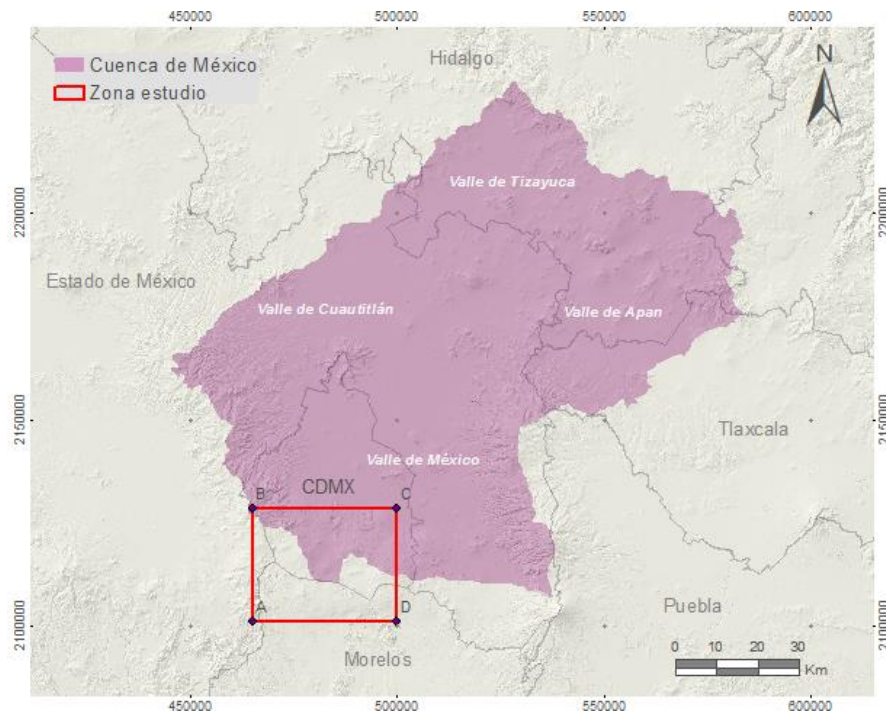 450000 500000 550000 600000
Cuenca de México
Zona estudio
Hidalgo
N
Valle de Tizayuca
2200000 2200000
Estado de México
Valle de Cuautitlán Valle de Apan
2150000 2150000
Tlaxcala
Valle de México
CDMX
B C
A D
2100000 2100000
Puebla
Morelos
0 10 20 30
Km
450000 500000 550000 600000